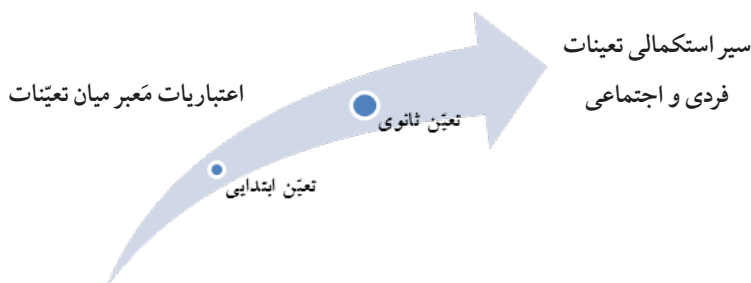 سیر استکمالی تعینات
فردی و اجتماعی
اعتباریات مَعبر میان تعیّنات
تعیّن ثانوی
تعیّن ابتدایی